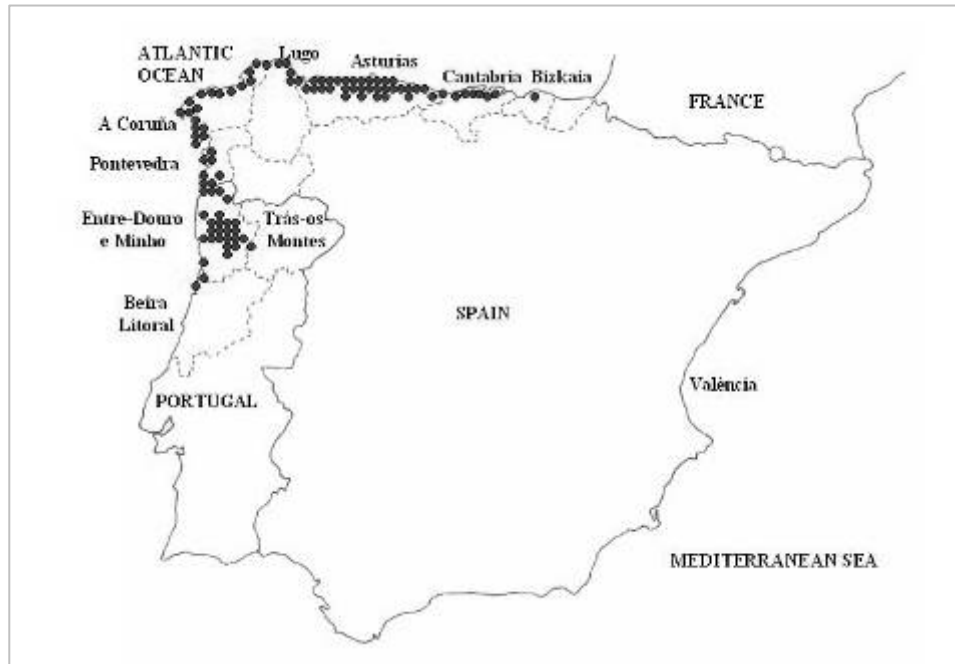 ATLANTIC
OCEAN
Lugo
Asturias
Cantabria
Bizkaia
FRANCE
A Coruña
Pontevedra
Entre-Douro
e Minho
Trás-os
Montes
Beira
Litoral
SPAIN
PORTUGAL
València
MEDITERRANEAN SEA